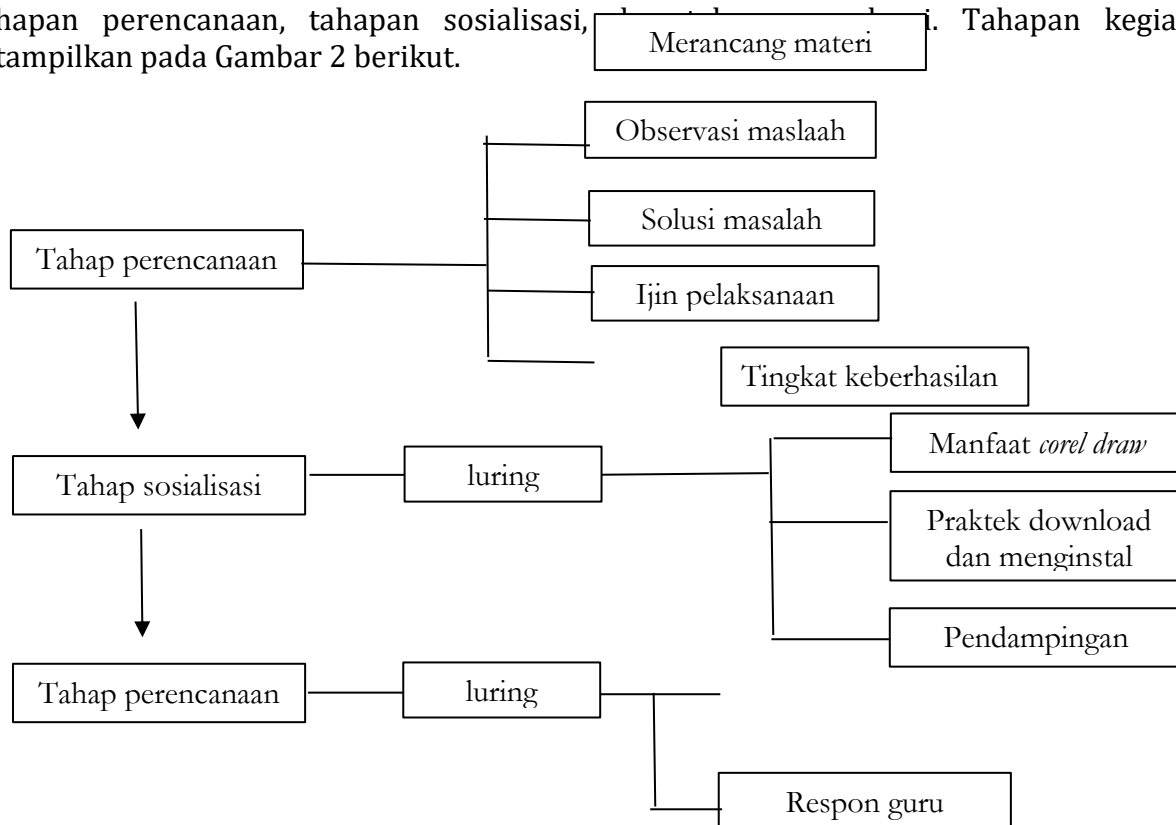 hapan perencanaan, tahapan sosialisasi, Tahapan kegia
tampilkan pada Gambar 2 berikut.
Merancang materi
Observasi maslaah
Solusi masalah
Tahap perencanaan
Ijin pelaksanaan
Tingkat keberhasilan
Manfaat corel draw
Tahap sosialisasi
luring
Praktek download
dan menginstal
Pendampingan
Tahap perencanaan
luring
Respon guru